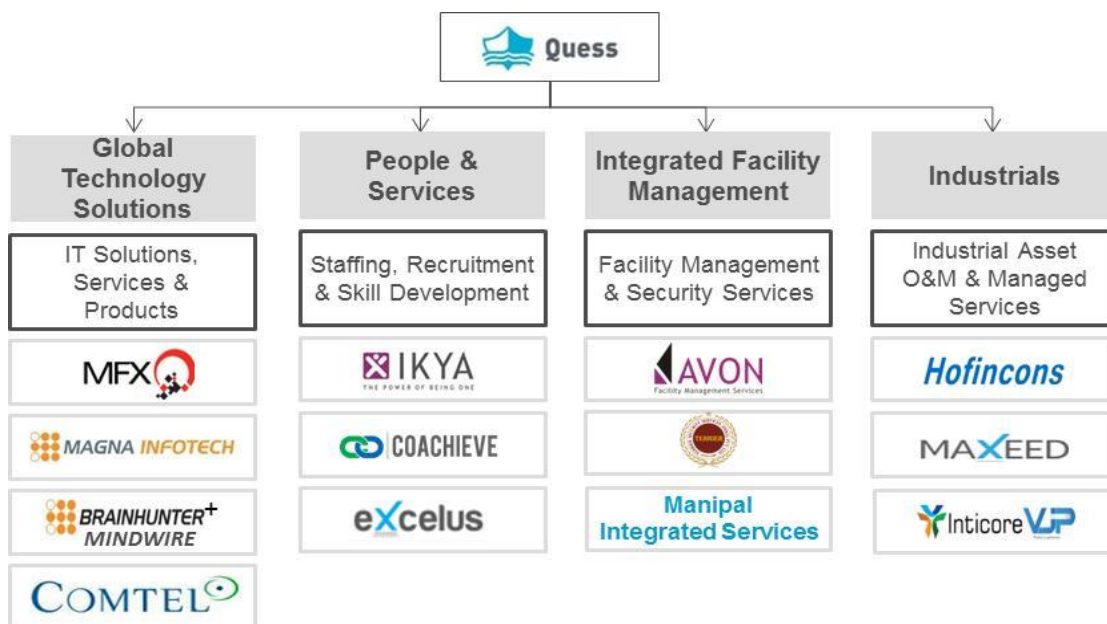 Quess
Global
Technology
Solutions
IT Solutions,
Services &
Products
MFX
MAGNA INFOTECH
BRAINHUNTER+
MINDWIRE
COMTEL
People &
Services
Staffing, Recruitment
& Skill Development
IKYA
THE POWER OF BEING ONE
COACHIEVE
eXcelus
Integrated Facility
Management
Facility Management
& Security Services
AVON
Facility Management Services
Manipal
Integrated Services
Industrials
Industrial Asset
O&M & Managed
Services
Hofincons
MAXEED
Inticore VJP